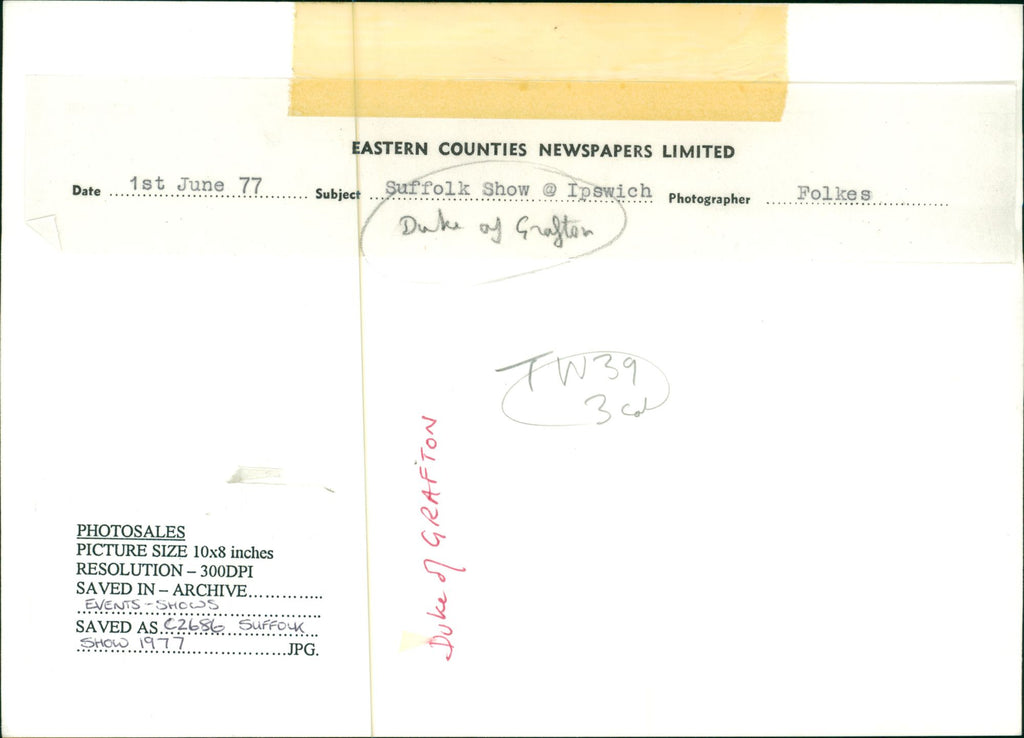 EASTERN COUNTIES NEWSPAPERS LIMITED
Date 1st June 77 Subject Suffolk Show @ Ipswich Photographer Folkes
Duke of Grafton
TW39
3 col
Duke of GRAFTON
PHOTOSALES
PICTURE SIZE 10x8 inches
RESOLUTION – 300DPI
SAVED IN – ARCHIVE.............
EVENTS-SHOWS
SAVED AS C2686 SUFFOLK
SHOW 1977 JPG.